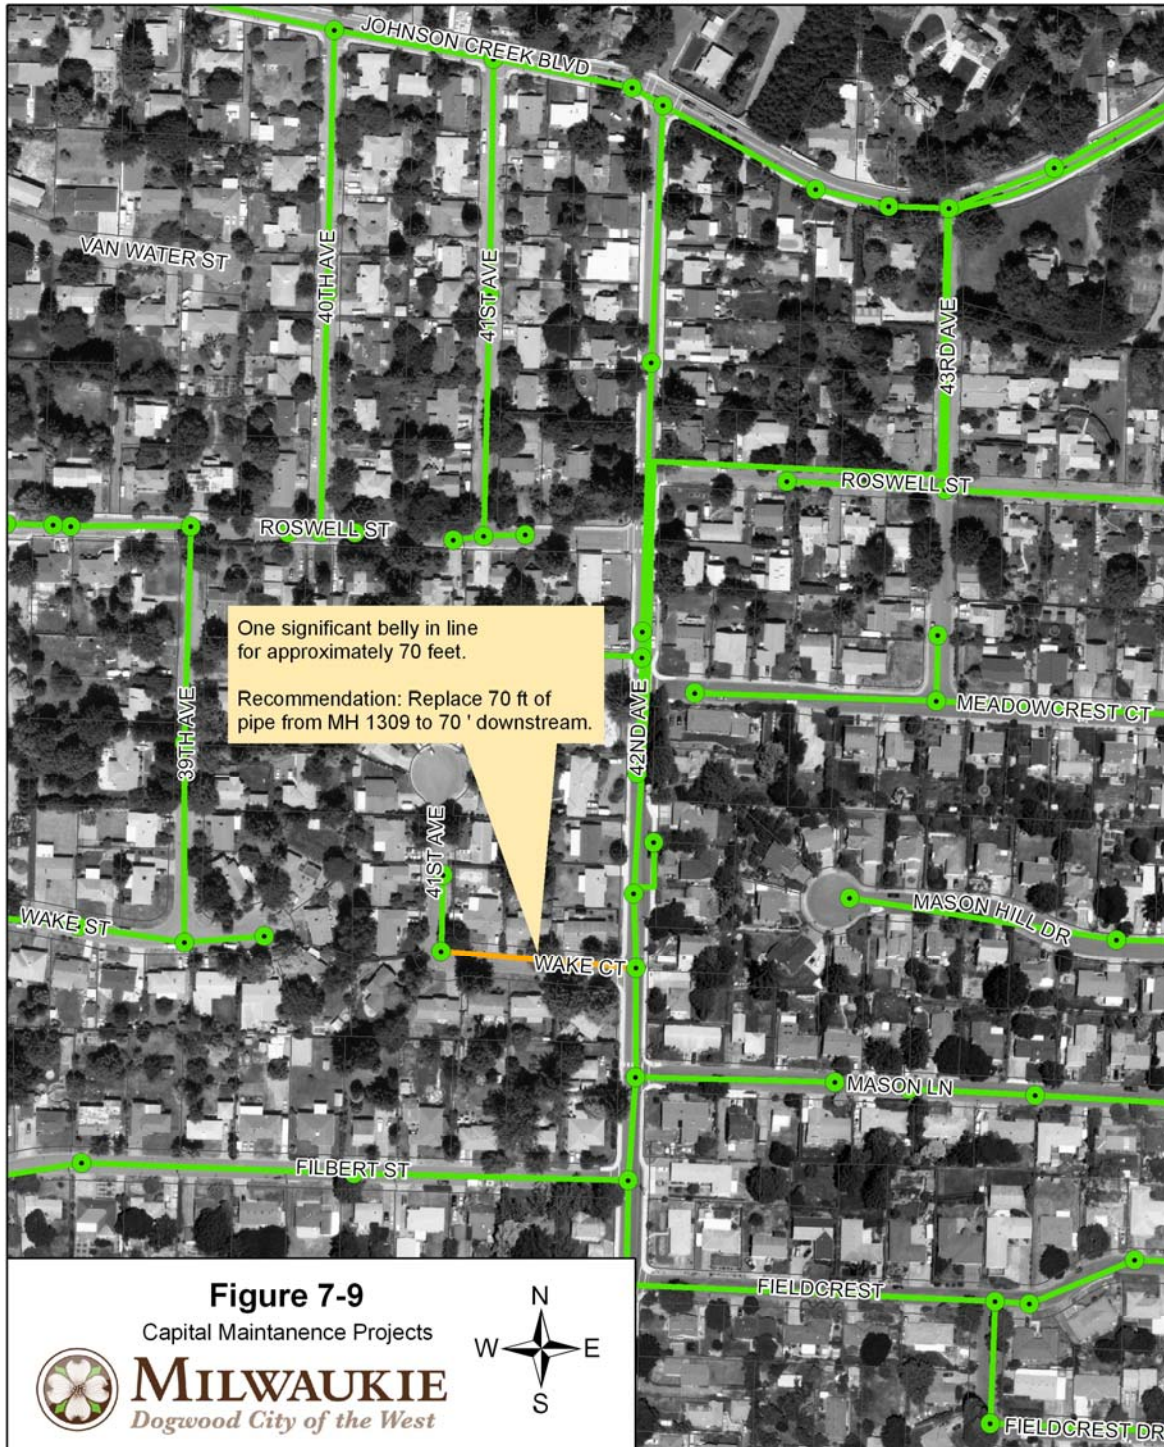 JOHNSON CREEK BLVD
VAN WATER ST
40TH AVE
41ST AVE
43RD AVE
ROSWELL ST
ROSWELL ST
One significant belly in line
for approximately 70 feet.
Recommendation: Replace 70 ft of
pipe from MH 1309 to 70 ' downstream.
39TH AVE
42ND AVE
MEADOWCREST CT
41ST AVE
WAKE ST
MASON HILL DR
WAKE CT
MASON LN
FILBERT ST
FIELDCREST
FIELDCREST DR
Figure 7-9
Capital Maintanence Projects
MILWAUKIE
Dogwood City of the West
N
W E
S